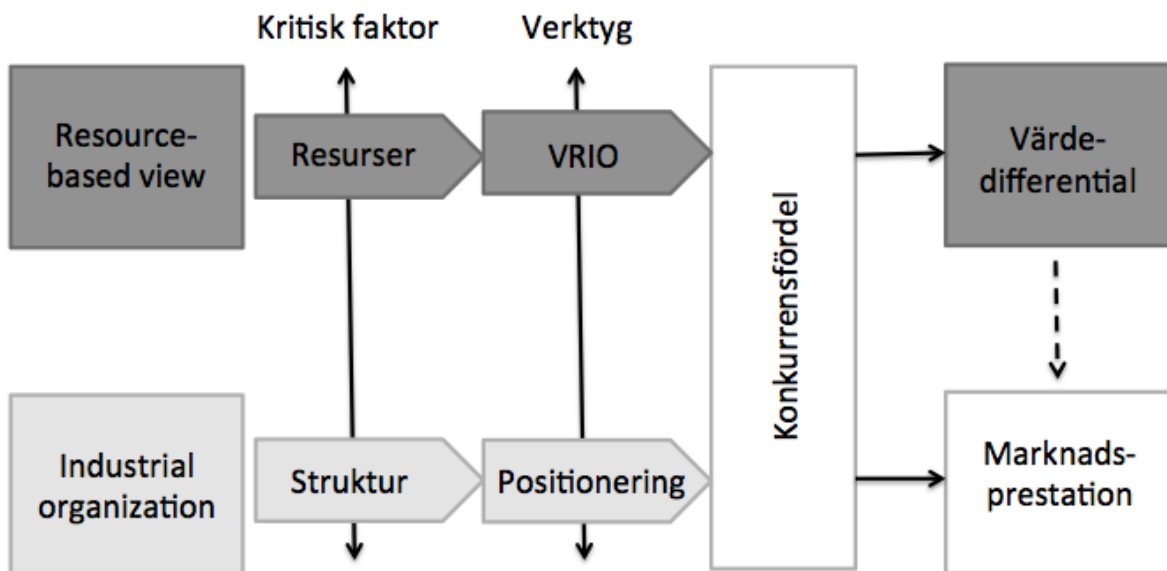 Kritisk faktor
Verktyg
Resource-
based view
Resurser
VRIO
Konkurrensfördel
Värde-
differential
Industrial
organization
Struktur
Positionering
Marknads-
prestation